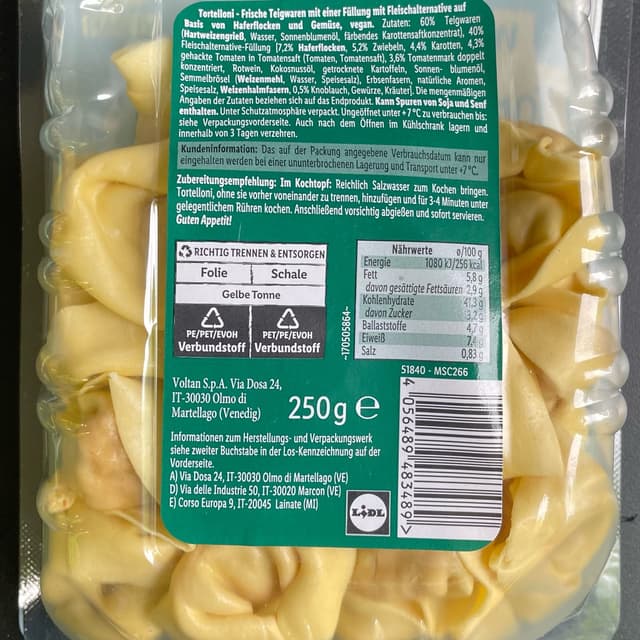 Tortelloni - Frische Teigwaren mit einer Füllung mit Fleischalternative auf
Basis von Haferflocken und Gemüse, vegan. Zutaten: 60% Teigwaren
(Hartweizengrieß, Wasser, Sonnenblumenöl, färbendes Karottensaftkonzentrat), 40%
Fleischalternative-Füllung [7,2% Haferflocken, 5,2% Zwiebeln, 4,4% Karotten, 4,3%
gehackte Tomaten in Tomatensaft (Tomaten, Tomatensaft), 3,6% Tomatenmark doppelt
konzentriert, Rotwein, Kokosnussöl, getrocknete Kartoffeln, Sonnen- blumenöl,
Semmelbrösel (Weizenmehl, Wasser, Speisesalz), Erbsenfasern, natürliche Aromen,
Speisesalz, Weizenhalmfasern, 0,5% Knoblauch, Gewürze, Kräuter]. Die mengenmäßigen
Angaben der Zutaten beziehen sich auf das Endprodukt. Kann Spuren von Soja und Senf
enthalten. Unter Schutzatmosphäre verpackt. Ungeöffnet unter +7°C zu verbrauchen bis:
siehe Verpackungsvorderseite. Auch nach dem Öffnen im Kühlschrank lagern und
innerhalb von 3 Tagen verzehren.
Kundeninformation: Das auf der Packung angegebene Verbrauchsdatum kann nur
eingehalten werden bei einer ununterbrochenen Lagerung und Transport unter +7°C.
Zubereitungsempfehlung: Im Kochtopf: Reichlich Salzwasser zum Kochen bringen.
Tortelloni, ohne sie vorher voneinander zu trennen, hinzufügen und für 3-4 Minuten unter
gelegentlichem Rühren kochen. Anschließend vorsichtig abgießen und sofort servieren.
Guten Appetit!
RICHTIG TRENNEN & ENTSORGEN
Folie Schale
Gelbe Tonne
PE/PET/EVOH PET/PE/EVOH
Verbundstoff Verbundstoff
~170505864~
Nährwerte ø/100 g
Energie 1080 kJ/256 kcal
Fett 5,8 g
davon gesättigte Fettsäuren 2,9 g
Kohlenhydrate 41,3 g
davon Zucker 3,2 g
Ballaststoffe 4,7 g
Eiweiß 7,4 g
Salz 0,83 g
51840 - MSC266
Voltan S.p.A. Via Dosa 24,
IT-30030 Olmo di
Martellago (Venedig)
250 g e
Informationen zum Herstellungs- und Verpackungswerk
siehe zweiter Buchstabe in der Los-Kennzeichnung auf der
Vorderseite.
A) Via Dosa 24, IT-30030 Olmo di Martellago (VE)
D) Via delle Industrie 50, IT-30020 Marcon (VE)
E) Corso Europa 9, IT-20045 Lainate (MI)
LIDL
4 056489 483489 >